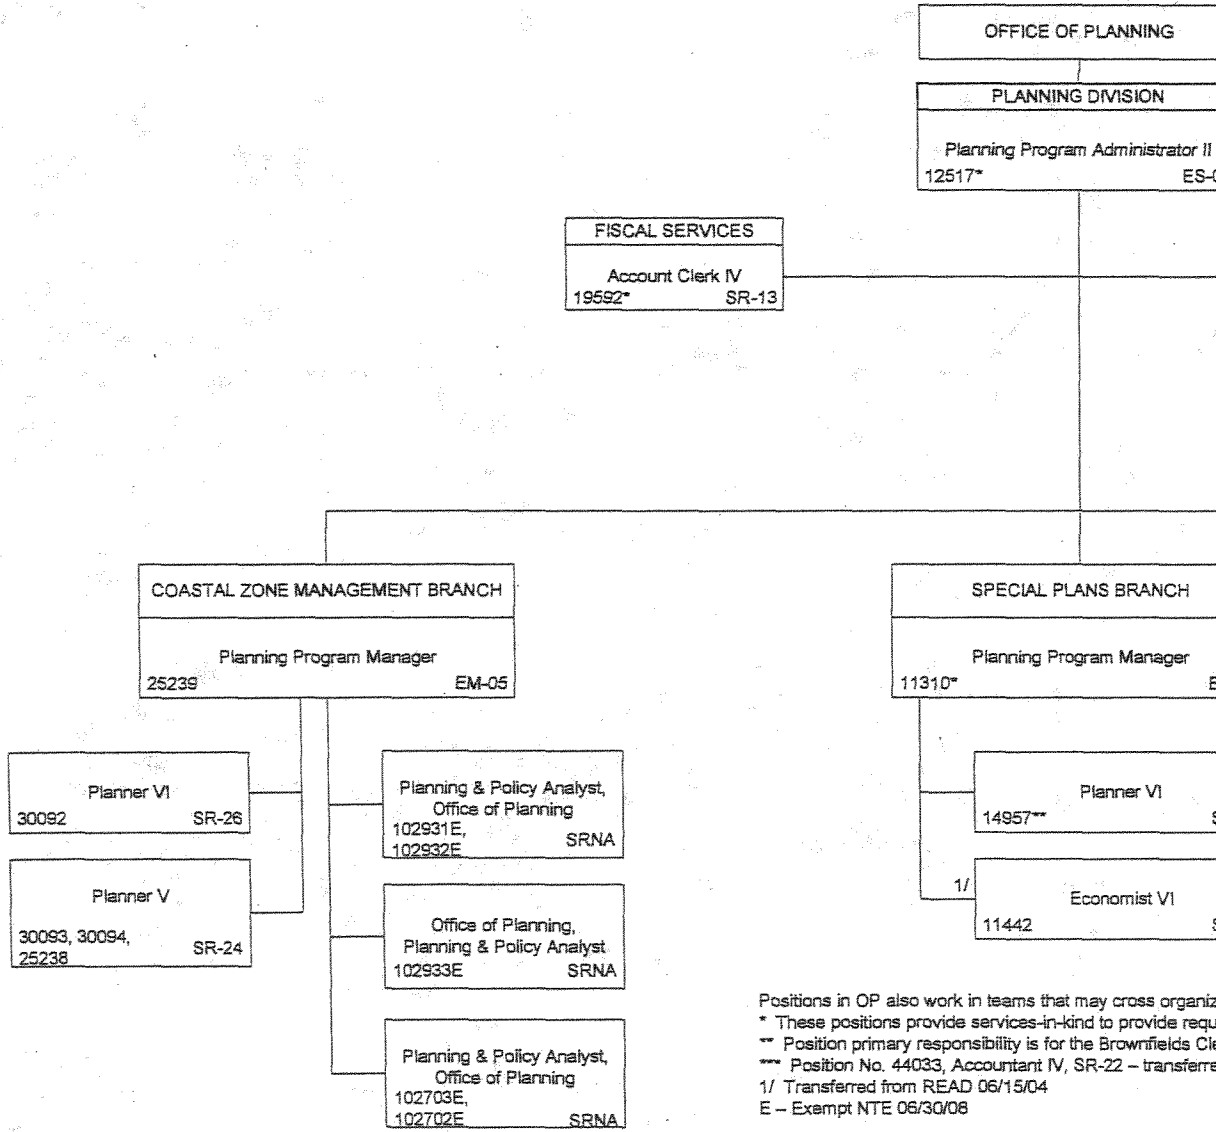 OFFICE OF PLANNING
PLANNING DIVISION
Planning Program Administrator II
12517* ES-0
FISCAL SERVICES
Account Clerk IV
19592* SR-13
COASTAL ZONE MANAGEMENT BRANCH
Planning Program Manager
25239 EM-05
Planner VI
30092 SR-26
Planner V
30093, 30094,
25238 SR-24
Planning & Policy Analyst,
Office of Planning
102931E,
102932E SRNA
Office of Planning,
Planning & Policy Analyst
102933E SRNA
Planning & Policy Analyst,
Office of Planning
102703E,
102702E SRNA
SPECIAL PLANS BRANCH
Planning Program Manager
11310* E
Planner VI
14957** S
1/
Economist VI
11442 S
Positions in OP also work in teams that may cross organiz
* These positions provide services-in-kind to provide requ
** Position primary responsibility is for the Brownfields Cle
*** Position No. 44033, Accountant IV, SR-22 – transferre
1/ Transferred from READ 06/15/04
E – Exempt NTE 06/30/08